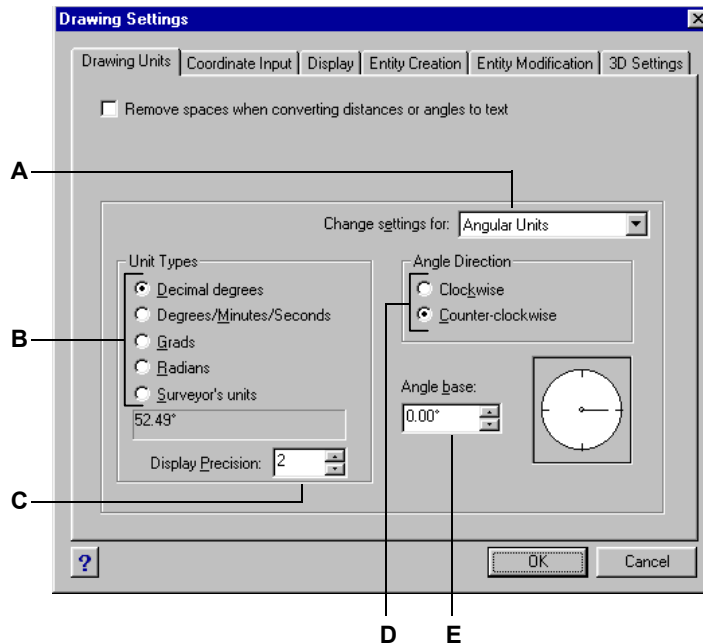 Drawing Settings
Drawing Units Coordinate Input Display Entity Creation Entity Modification 3D Settings
Remove spaces when converting distances or angles to text
A
Change settings for: Angular Units
Unit Types
Angle Direction
Decimal degrees
Clockwise
Degrees/Minutes/Seconds
Counter-clockwise
D
B
Grads
Radians
Angle base:
Surveyor's units
0.00°
52.49°
Display Precision: 2
C
?
OK
Cancel
D
E